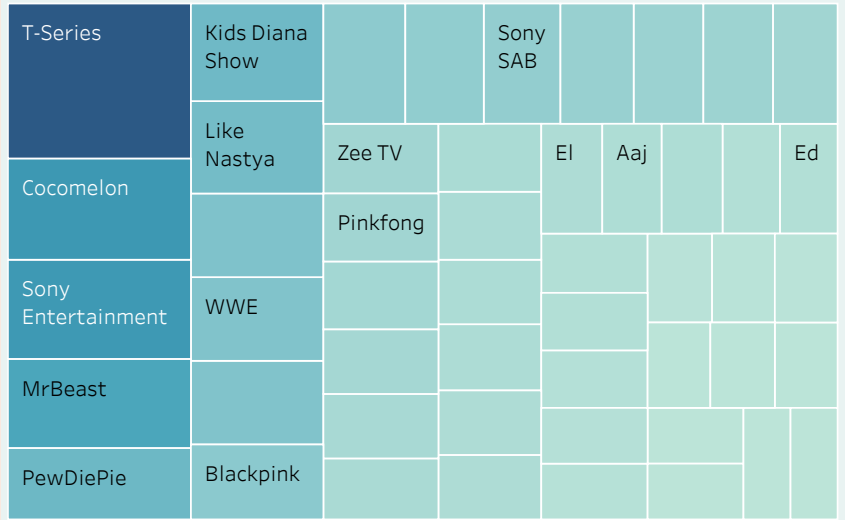 T-Series
Cocomelon
Sony
Entertainment
MrBeast
PewDiePie
Kids Diana
Show
Like
Nastya
WWE
Blackpink
Sony
SAB
Zee TV
Pinkfong
El
Aaj
Ed